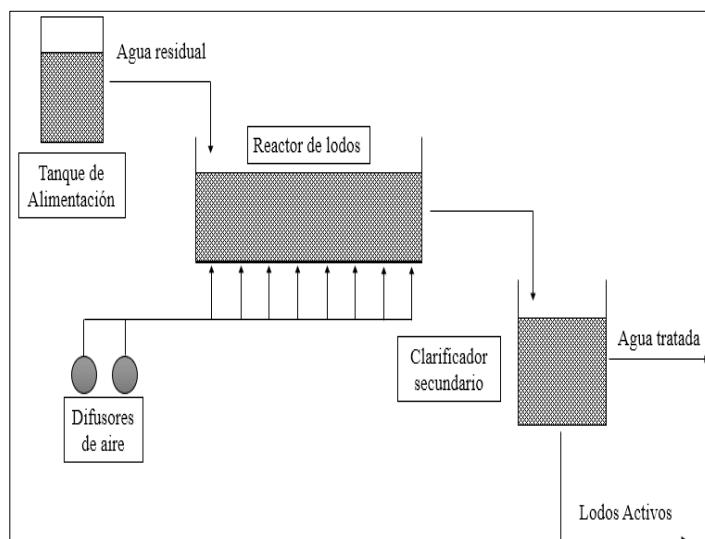 Agua residual
Reactor de lodos
Tanque de
Alimentación
Clarificador
secundario
Agua tratada
Difusores
de aire
Lodos Activos